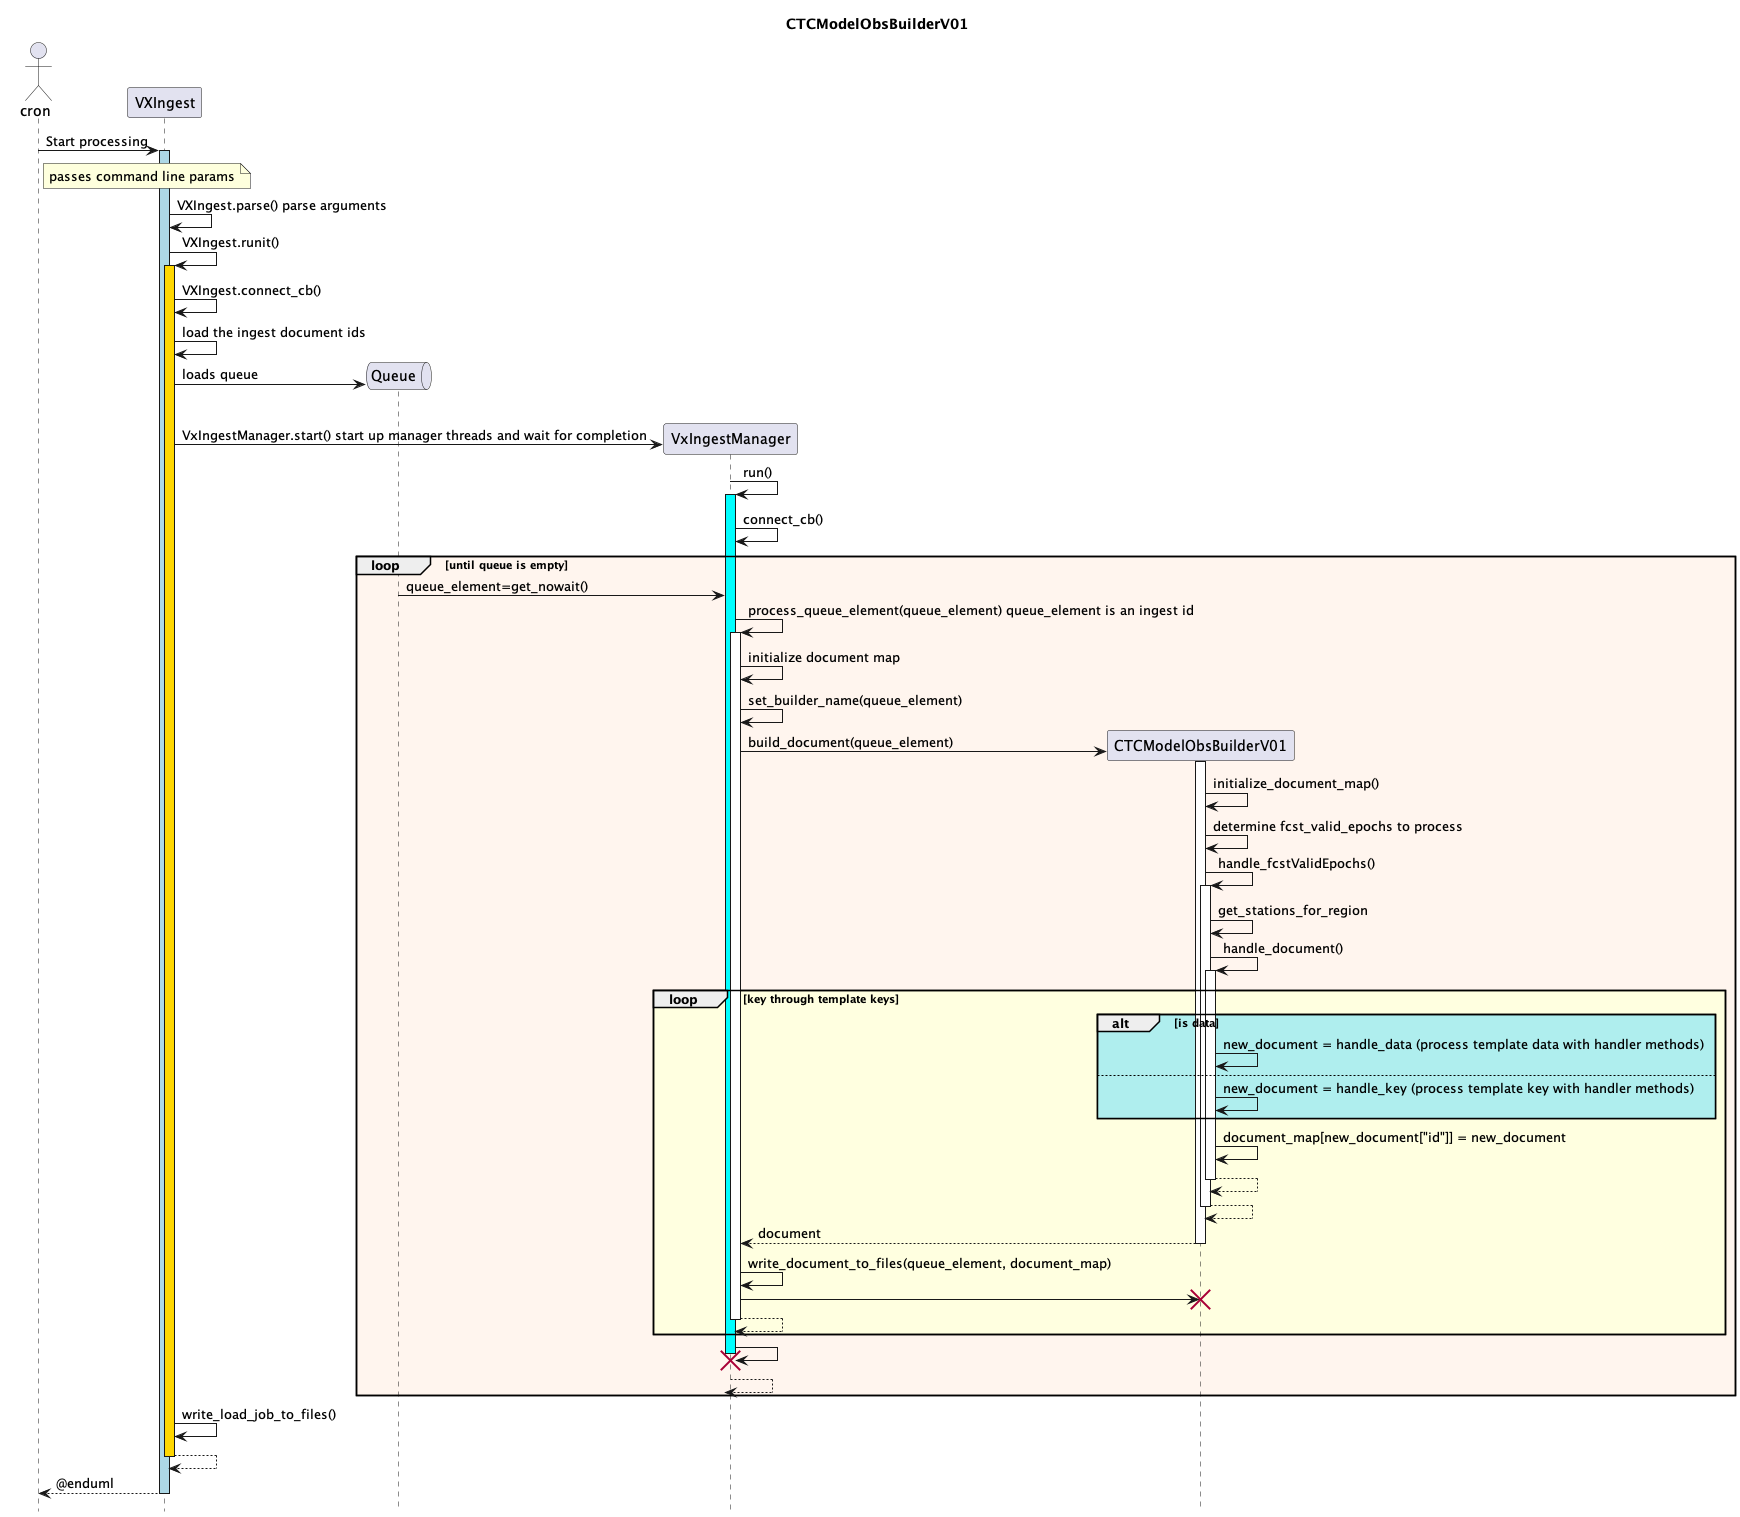 CTCModelObsBuilderV01
cron
VXIngest
Start processing
passes command line params
VXIngest.parse() parse arguments
VXIngest.runit()
VXIngest.connect_cb()
load the ingest document ids
loads queue
Queue
VxIngestManager.start() start up manager threads and wait for completion
VxIngestManager
run()
connect_cb()
loop [until queue is empty]
queue_element=get_nowait()
process_queue_element(queue_element) queue_element is an ingest id
initialize document map
set_builder_name(queue_element)
build_document(queue_element)
CTCModelObsBuilderV01
initialize_document_map()
determine fcst_valid_epochs to process
handle_fcstValidEpochs()
get_stations_for_region
handle_document()
loop [key through template keys]
alt [is data]
new_document = handle_data (process template data with handler methods)
new_document = handle_key (process template key with handler methods)
document_map[new_document["id"]] = new_document
document
write_document_to_files(queue_element, document_map)
write_load_job_to_files()
@enduml